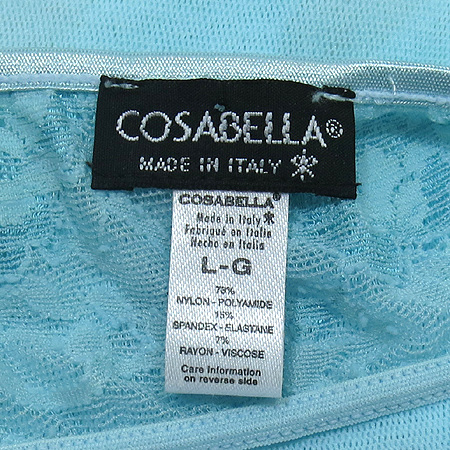 COSABELLA®
MADE IN ITALY
COSABELLA®
Made in Italy
Fabriqué en Italie
Hecho en Italia
L-G
78%
NYLON-POLYAMIDE
15%
SPANDEX-ELASTANE
7%
RAYON-VISCOSE
Care information
on reverse side